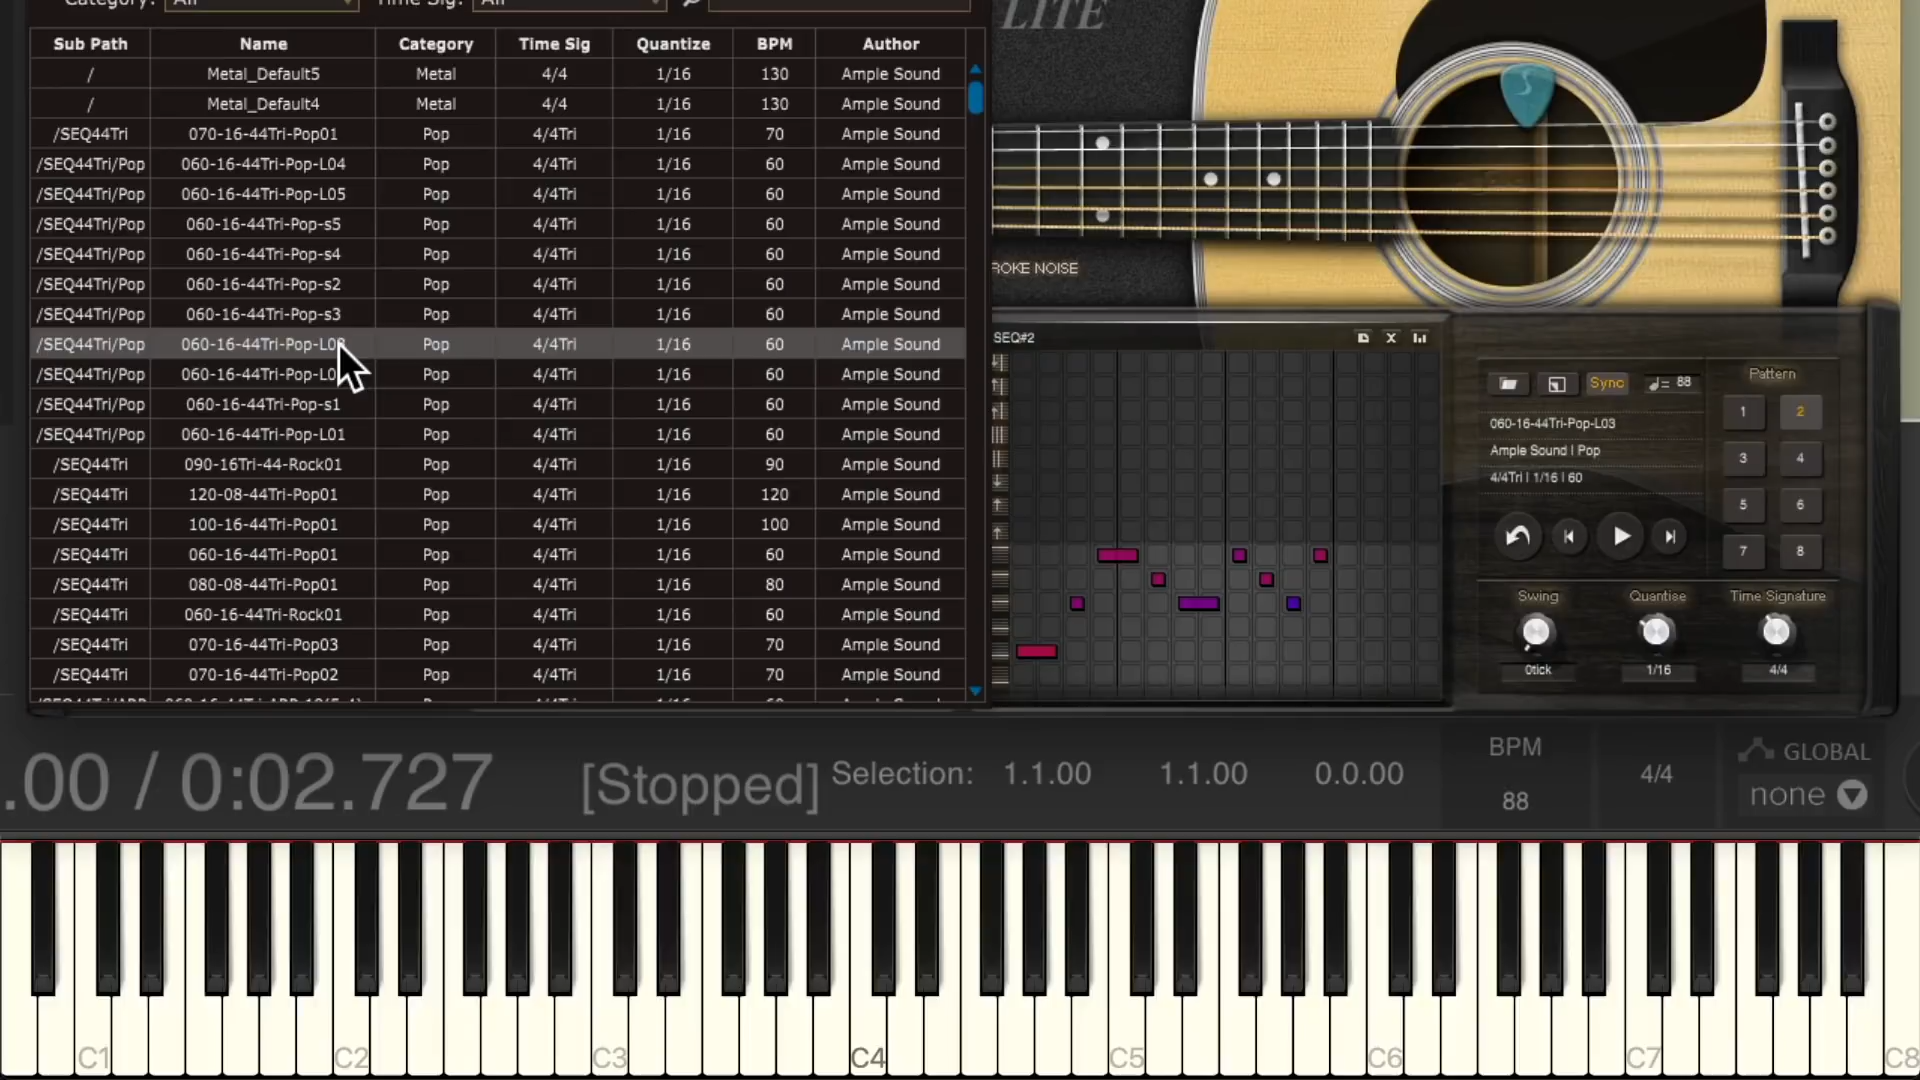 Category: All Time Sig: All
LITE
Sub Path Name Category Time Sig Quantize BPM Author
/ Metal_Default5 Metal 4/4 1/16 130 Ample Sound
/ Metal_Default4 Metal 4/4 1/16 130 Ample Sound
/SEQ44Tri 070-16-44Tri-Pop01 Pop 4/4Tri 1/16 70 Ample Sound
/SEQ44Tri/Pop 060-16-44Tri-Pop-L04 Pop 4/4Tri 1/16 60 Ample Sound
/SEQ44Tri/Pop 060-16-44Tri-Pop-L05 Pop 4/4Tri 1/16 60 Ample Sound
/SEQ44Tri/Pop 060-16-44Tri-Pop-s5 Pop 4/4Tri 1/16 60 Ample Sound
/SEQ44Tri/Pop 060-16-44Tri-Pop-s4 Pop 4/4Tri 1/16 60 Ample Sound
/SEQ44Tri/Pop 060-16-44Tri-Pop-s2 Pop 4/4Tri 1/16 60 Ample Sound
/SEQ44Tri/Pop 060-16-44Tri-Pop-s3 Pop 4/4Tri 1/16 60 Ample Sound
/SEQ44Tri/Pop Pop 4/4Tri 1/16 60 Ample Sound
/SEQ44Tri/Pop Pop 4/4Tri 1/16 60 Ample Sound
/SEQ44Tri/Pop 060-16-44Tri-Pop-s1 Pop 4/4Tri 1/16 60 Ample Sound
/SEQ44Tri/Pop 060-16-44Tri-Pop-L01 Pop 4/4Tri 1/16 60 Ample Sound
/SEQ44Tri 090-16Tri-44-Rock01 Pop 4/4Tri 1/16 90 Ample Sound
/SEQ44Tri 120-08-44Tri-Pop01 Pop 4/4Tri 1/16 120 Ample Sound
/SEQ44Tri 100-16-44Tri-Pop01 Pop 4/4Tri 1/16 100 Ample Sound
/SEQ44Tri 060-16-44Tri-Pop01 Pop 4/4Tri 1/16 60 Ample Sound
/SEQ44Tri 080-08-44Tri-Pop01 Pop 4/4Tri 1/16 80 Ample Sound
/SEQ44Tri 060-16-44Tri-Rock01 Pop 4/4Tri 1/16 60 Ample Sound
/SEQ44Tri 070-16-44Tri-Pop03 Pop 4/4Tri 1/16 70 Ample Sound
/SEQ44Tri 070-16-44Tri-Pop02 Pop 4/4Tri 1/16 70 Ample Sound
ROKE NOISE
SEQ#2 X
Sync = 88
060-16-44Tri-Pop-L03
Ample Sound | Pop
4/4Tri | 1/16 | 60
Pattern
1 2
3 4
5 6
7 8
Swing Quantise Time Signature
0tick 1/16 4/4
.00 / 0:02.727 [Stopped] Selection: 1.1.00 1.1.00 0.0.00
BPM
88
4/4
GLOBAL
none
C1 C2 C3 C4 C5 C6 C7 C8